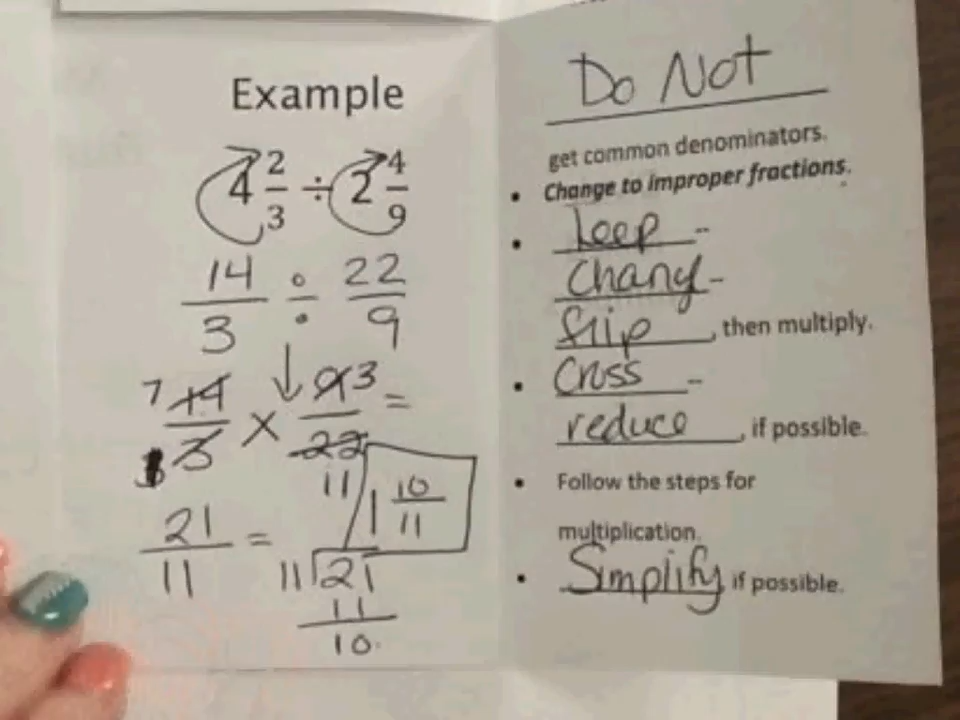 Example
4 2/3 ÷ 2 4/9
14/3 ÷ 22/9
7 14/3 × 9/22 3 =
1 11
21/11 = 1 10/11
11)21
11
10
Do Not
get common denominators.
• Change to improper fractions.
• keep -
Change -
flip, then multiply.
• Cross -
reduce, if possible.
• Follow the steps for
multiplication.
• Simplify if possible.